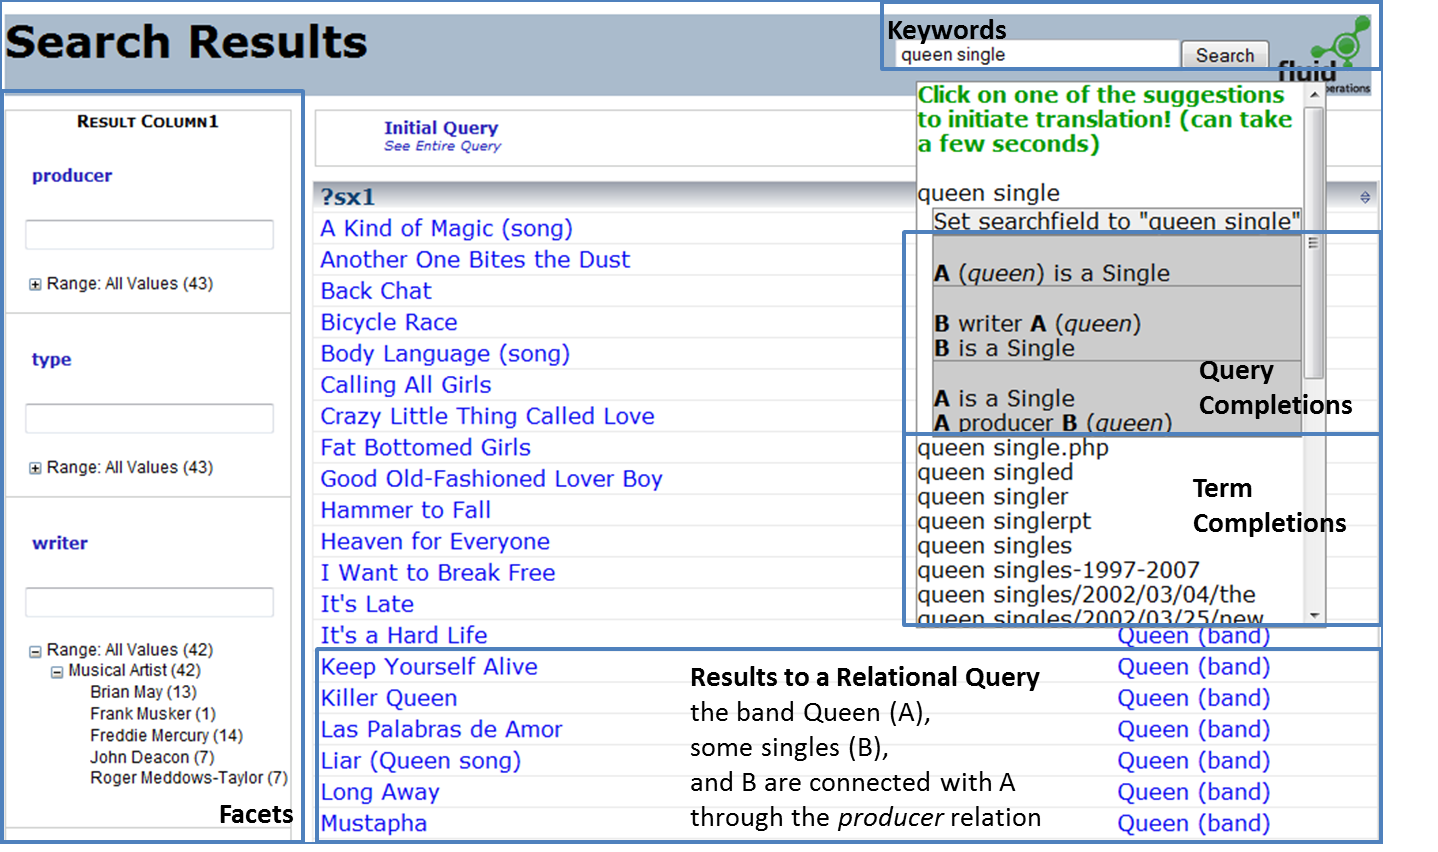 Search Results
Keywords
queen single
Search
fluid
erations
RESULT COLUMN1
producer
Range: All Values (43)
type
Range: All Values (43)
writer
Range: All Values (42)
Musical Artist (42)
Brian May (13)
Frank Musker (1)
Freddie Mercury (14)
John Deacon (7)
Roger Meddows-Taylor (7)
Facets
Initial Query
See Entire Query
?sx1
A Kind of Magic (song)
Another One Bites the Dust
Back Chat
Bicycle Race
Body Language (song)
Calling All Girls
Crazy Little Thing Called Love
Fat Bottomed Girls
Good Old-Fashioned Lover Boy
Hammer to Fall
Heaven for Everyone
I Want to Break Free
It's Late
It's a Hard Life Queen (band)
Keep Yourself Alive Queen (band)
Killer Queen Queen (band)
Las Palabras de Amor Queen (band)
Liar (Queen song) Queen (band)
Long Away Queen (band)
Mustapha Queen (band)
Click on one of the suggestions
to initiate translation! (can take
a few seconds)
queen single
Set searchfield to "queen single"
A (queen) is a Single
B writer A (queen)
B is a Single
A is a Single
A producer B (queen)
Query
Completions
queen single.php
queen singled
queen singler
queen singlerpt
queen singles
queen singles-1997-2007
queen singles/2002/03/04/the
queen singles/2002/03/25/new
Term
Completions
Results to a Relational Query
the band Queen (A),
some singles (B),
and B are connected with A
through the producer relation